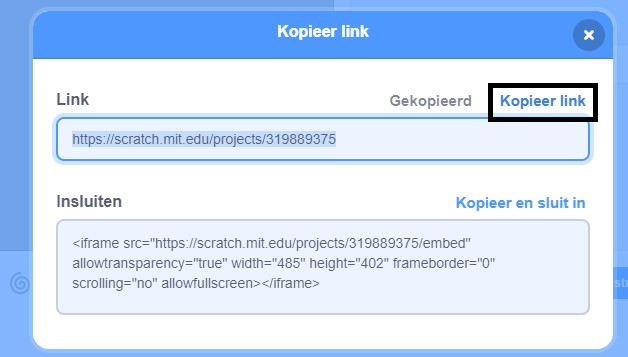 Kopieer link
Link
Gekopieerd
Kopieer link
https://scratch.mit.edu/projects/319889375
Insluiten
Kopieer en sluit in
<iframe src="https://scratch.mit.edu/projects/319889375/embed"
allowtransparency="true" width="485" height="402" frameborder="0"
scrolling="no" allowfullscreen></iframe>